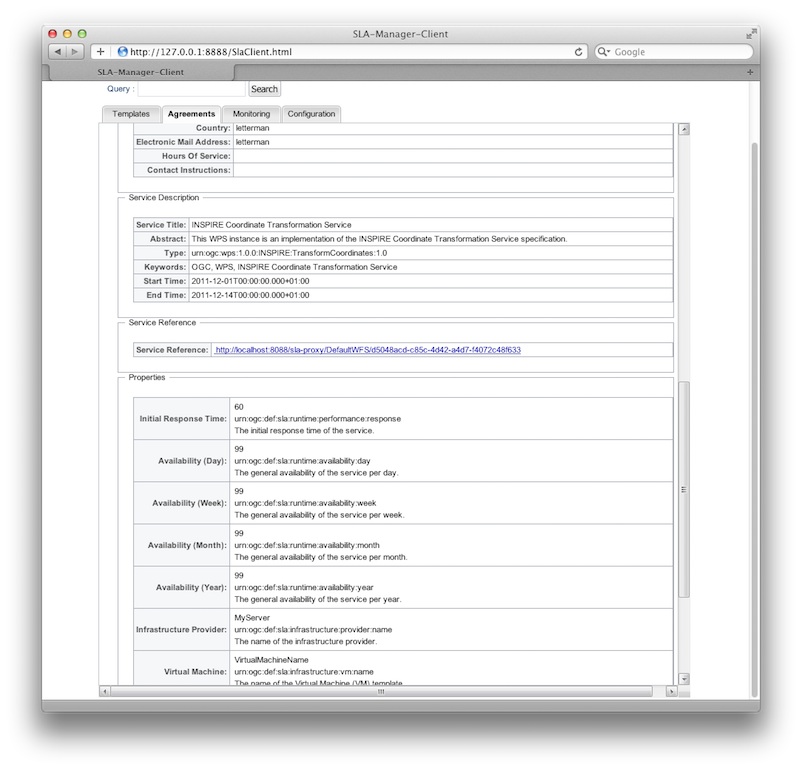 SLA-Manager-Client
http://127.0.0.1:8888/SlaClient.html
Google
SLA-Manager-Client
Query :
Search
Templates
Agreements
Monitoring
Configuration
Country: letterman
Electronic Mail Address: letterman
Hours Of Service:
Contact Instructions:
Service Description
Service Title: INSPIRE Coordinate Transformation Service
Abstract: This WPS instance is an implementation of the INSPIRE Coordinate Transformation Service specification.
Type: urn:ogc:wps:1.0.0:INSPIRE:TransformCoordinates:1.0
Keywords: OGC, WPS, INSPIRE Coordinate Transformation Service
Start Time: 2011-12-01T00:00:00.000+01:00
End Time: 2011-12-14T00:00:00.000+01:00
Service Reference
Service Reference: http://localhost:8088/sla-proxy/DefaultWFS/d5048acd-c85c-4d42-a4d7-f4072c48f633
Properties
60
Initial Response Time: urn:ogc:def:sla:runtime:performance:response
The initial response time of the service.
99
Availability (Day): urn:ogc:def:sla:runtime:availability:day
The general availability of the service per day.
99
Availability (Week): urn:ogc:def:sla:runtime:availability:week
The general availability of the service per week.
99
Availability (Month): urn:ogc:def:sla:runtime:availability:month
The general availability of the service per month.
99
Availability (Year): urn:ogc:def:sla:runtime:availability:year
The general availability of the service per year.
MyServer
Infrastructure Provider: urn:ogc:def:sla:infrastructure:provider:name
The name of the infrastructure provider.
VirtualMachineName
Virtual Machine: urn:ogc:def:sla:infrastructure:vm:name
The name of the Virtual Machine (VM) template